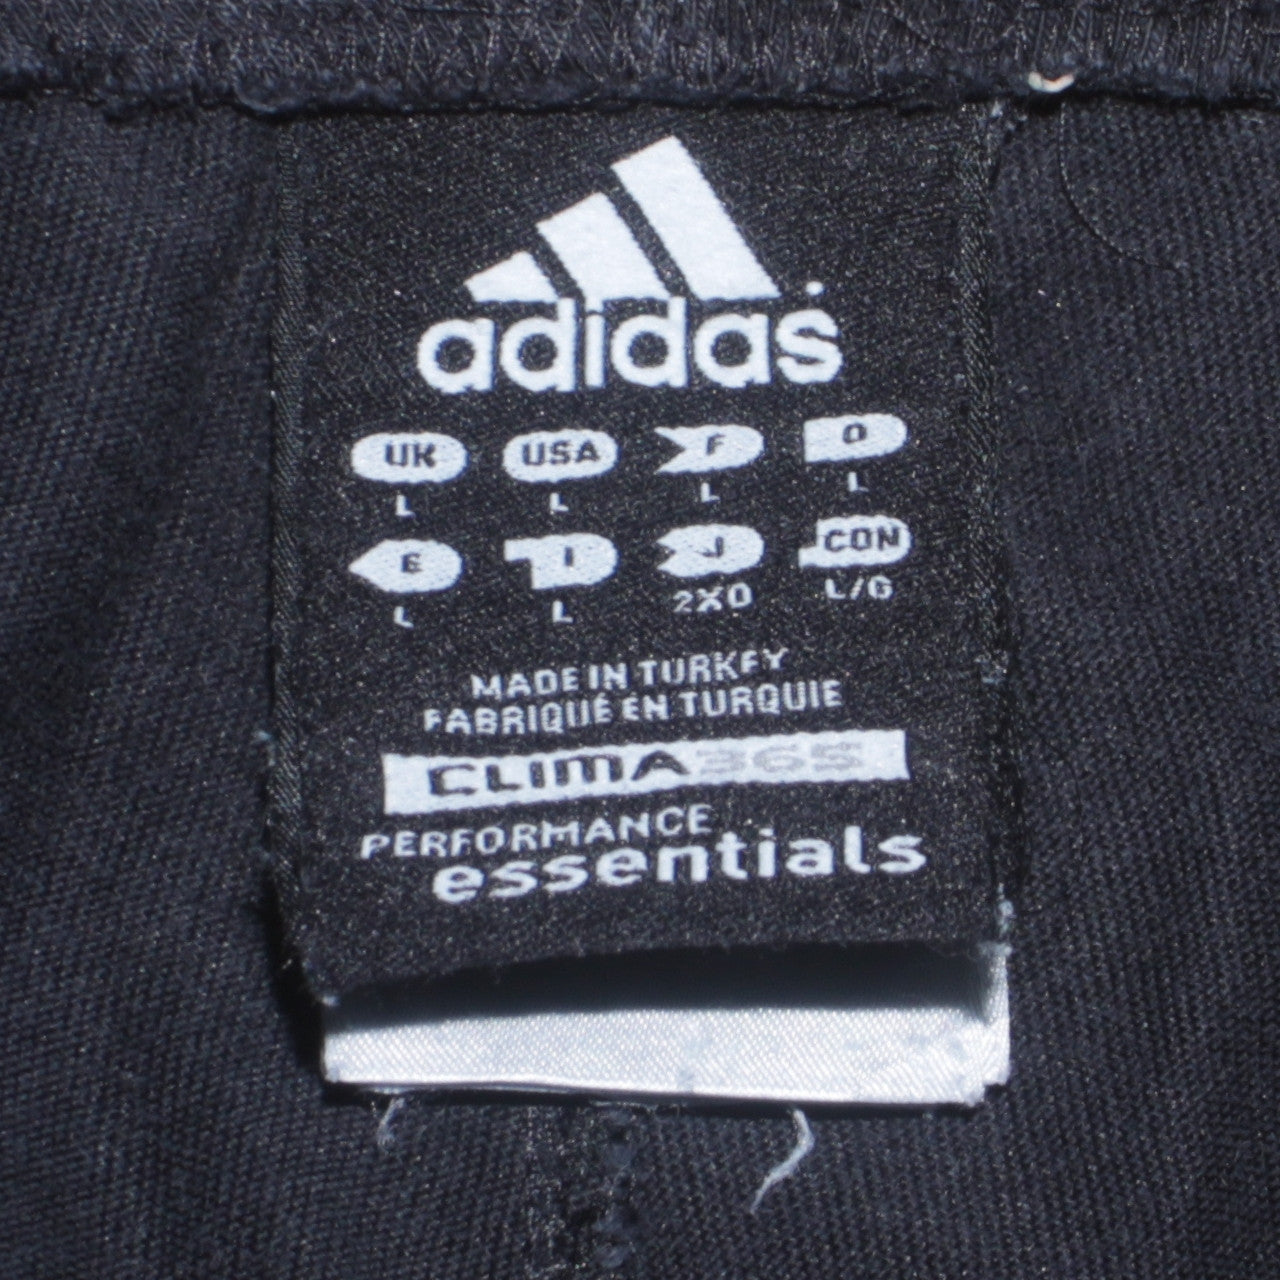 adidas
UK USA F D
L L L L
E I J CON
L L 2XO L/G
MADE IN TURKEY
FABRIQUÉ EN TURQUIE
CLIMA365
PERFORMANCE
essentials